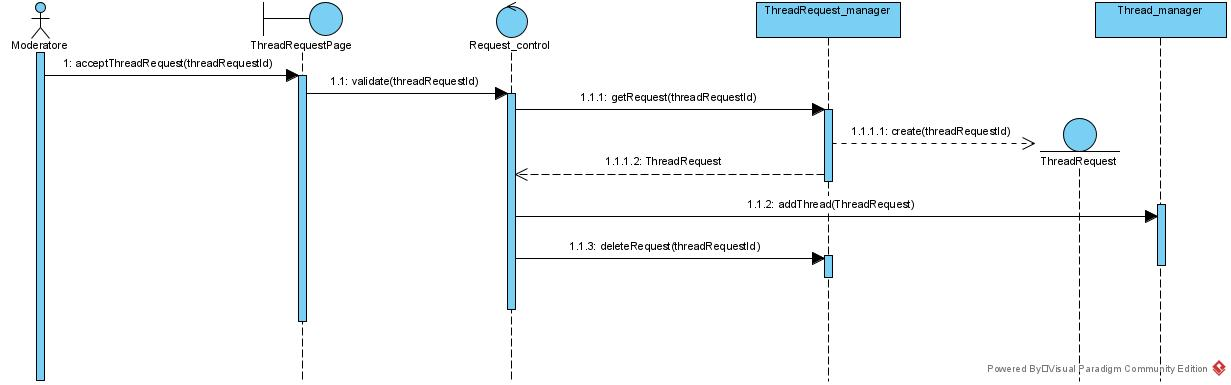 ThreadRequest_manager
Thread_manager
Moderatore
ThreadRequestPage
Request_control
1: acceptThreadRequest(threadRequestId)
1.1: validate(threadRequestId)
1.1.1: getRequest(threadRequestId)
1.1.1.1: create(threadRequestId)
1.1.1.2: ThreadRequest
ThreadRequest
1.1.2: addThread(ThreadRequest)
1.1.3: deleteRequest(threadRequestId)
Powered By□Visual Paradigm Community Edition